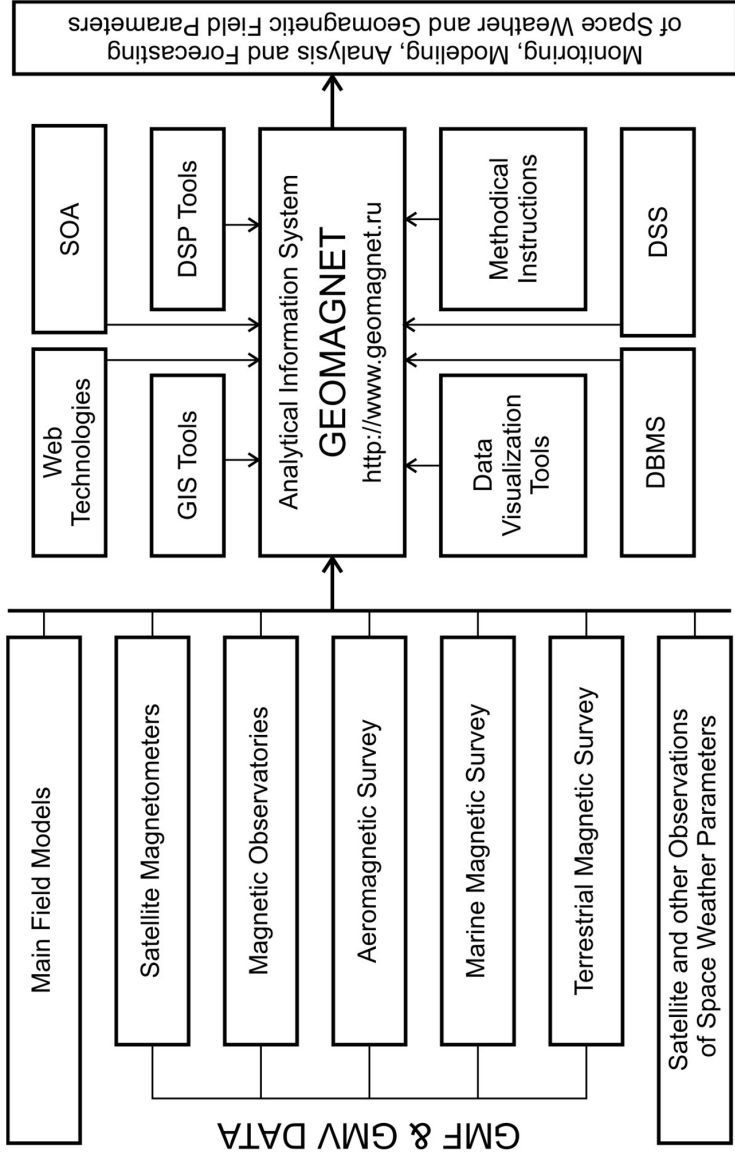 GMF & GMV DATA
Main Field Models
Satellite Magnetometers
Magnetic Observatories
Aeromagnetic Survey
Marine Magnetic Survey
Terrestrial Magnetic Survey
Satellite and other Observations
of Space Weather Parameters
Web
Technologies
SOA
GIS Tools
DSP Tools
Analytical Information System
GEOMAGNET
http://www.geomagnet.ru
Data
Visualization
Tools
Methodical
Instructions
DBMS
DSS
Monitoring, Modeling, Analysis and Forecasting
of Space Weather and Geomagnetic Field Parameters